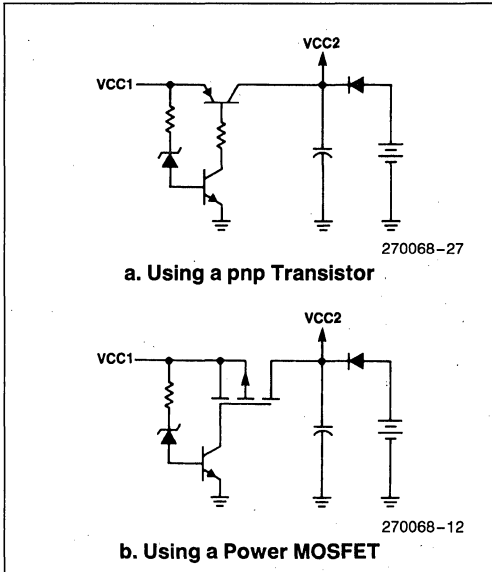 VCC2
VCC1
270068-27
a. Using a pnp Transistor
VCC2
VCC1
270068-12
b. Using a Power MOSFET